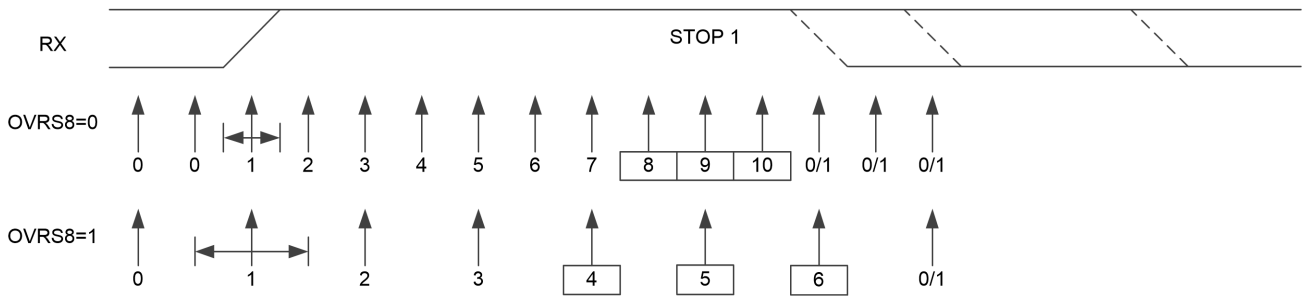 RX STOP 1
OVRS8=0
0 0 1 2 3 4 5 6 7 8 9 10 0/1 0/1 0/1
OVRS8=1
0 1 2 3 4 5 6 0/1